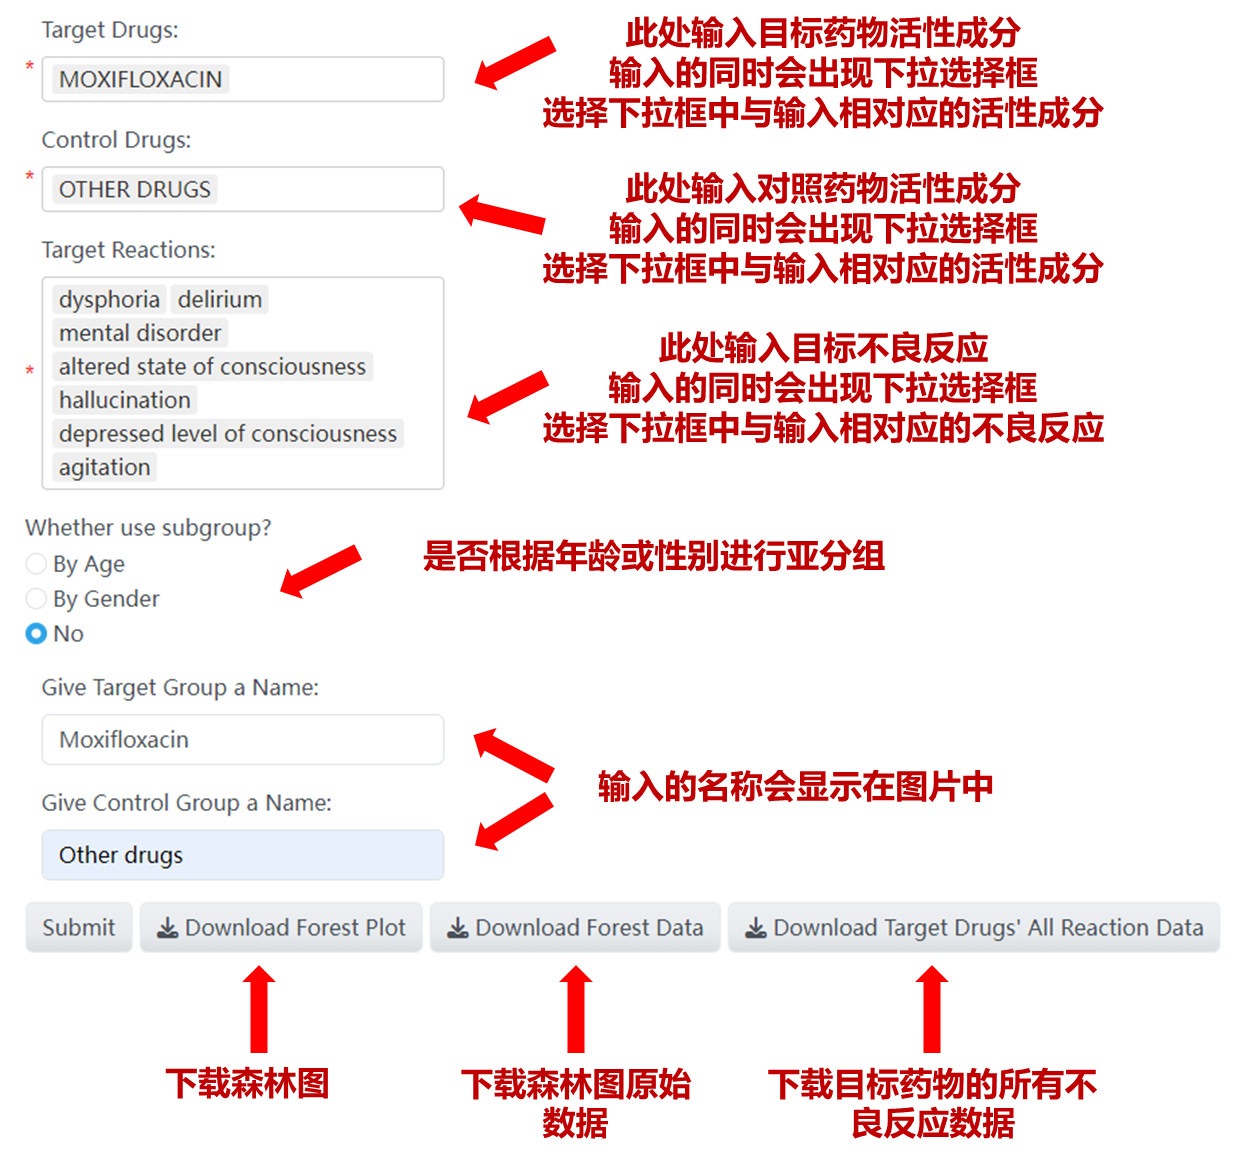 Target Drugs:
* MOXIFLOXACIN
此处输入目标药物活性成分
输入的同时会出现下拉选择框
选择下拉框中与输入相对应的活性成分
Control Drugs:
* OTHER DRUGS
此处输入对照药物活性成分
输入的同时会出现下拉选择框
选择下拉框中与输入相对应的活性成分
Target Reactions:
dysphoria delirium
mental disorder
* altered state of consciousness
hallucination
depressed level of consciousness
agitation
此处输入目标不良反应
输入的同时会出现下拉选择框
选择下拉框中与输入相对应的不良反应
Whether use subgroup?
By Age
By Gender
No
是否根据年龄或性别进行亚分组
Give Target Group a Name:
Moxifloxacin
Give Control Group a Name:
Other drugs
输入的名称会显示在图片中
Submit
Download Forest Plot
Download Forest Data
Download Target Drugs' All Reaction Data
下载森林图
下载森林图原始
数据
下载目标药物的所有不
良反应数据